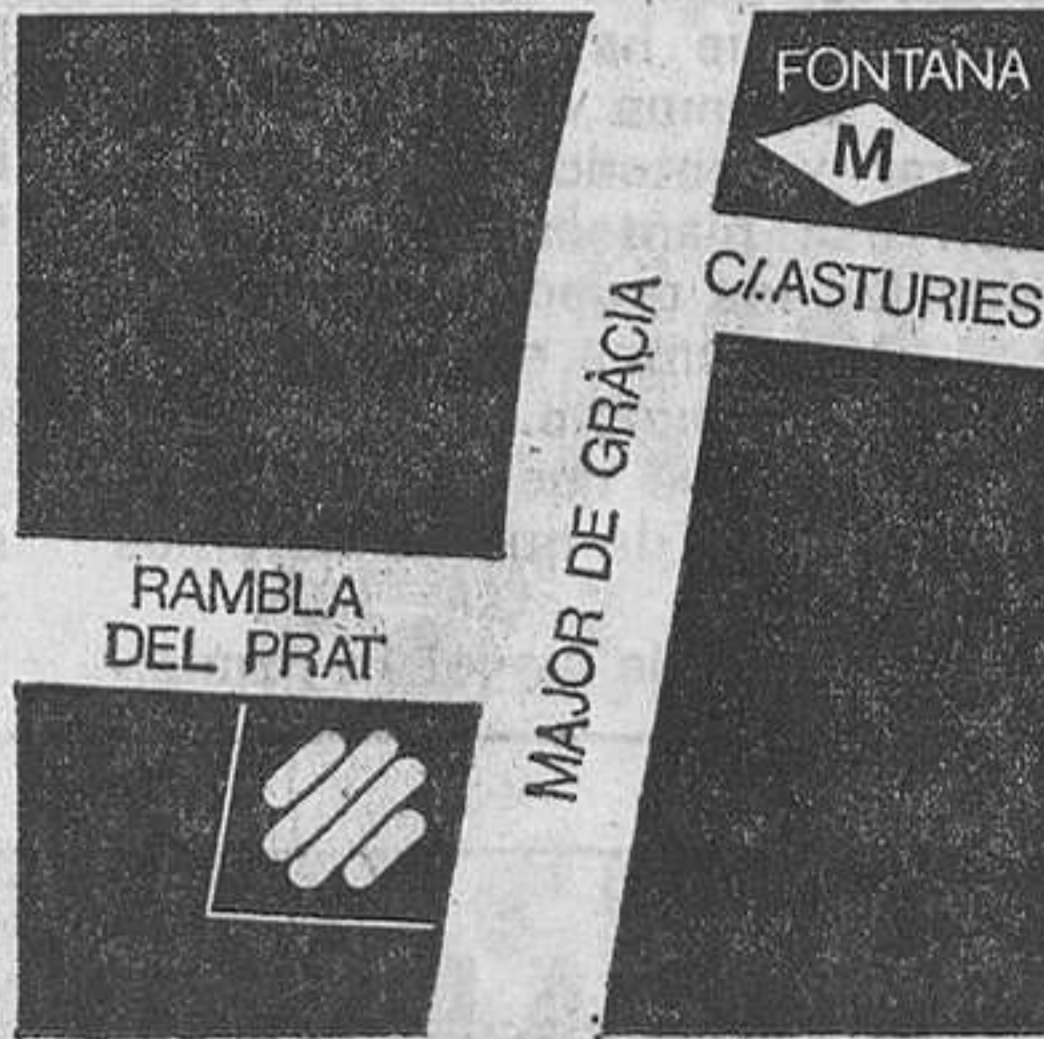 FONTANA
M
C/.ASTURIES
MAJOR DE GRÀCIA
RAMBLA
DEL PRAT